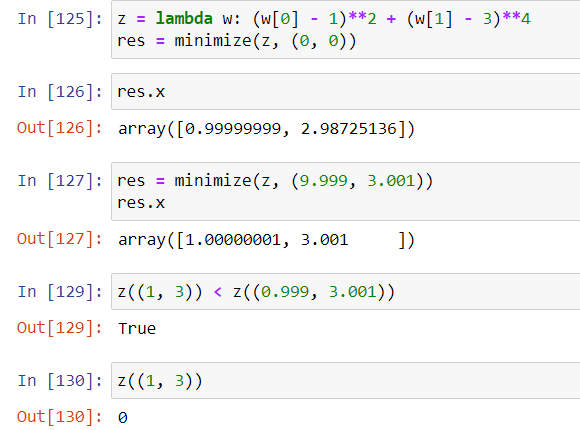 In [125]: z = lambda w: (w[0] - 1)**2 + (w[1] - 3)**4
res = minimize(z, (0, 0))
In [126]: res.x
Out[126]: array([0.99999999, 2.98725136])
In [127]: res = minimize(z, (9.999, 3.001))
res.x
Out[127]: array([1.00000001, 3.001     ])
In [129]: z((1, 3)) < z((0.999, 3.001))
Out[129]: True
In [130]: z((1, 3))
Out[130]: 0